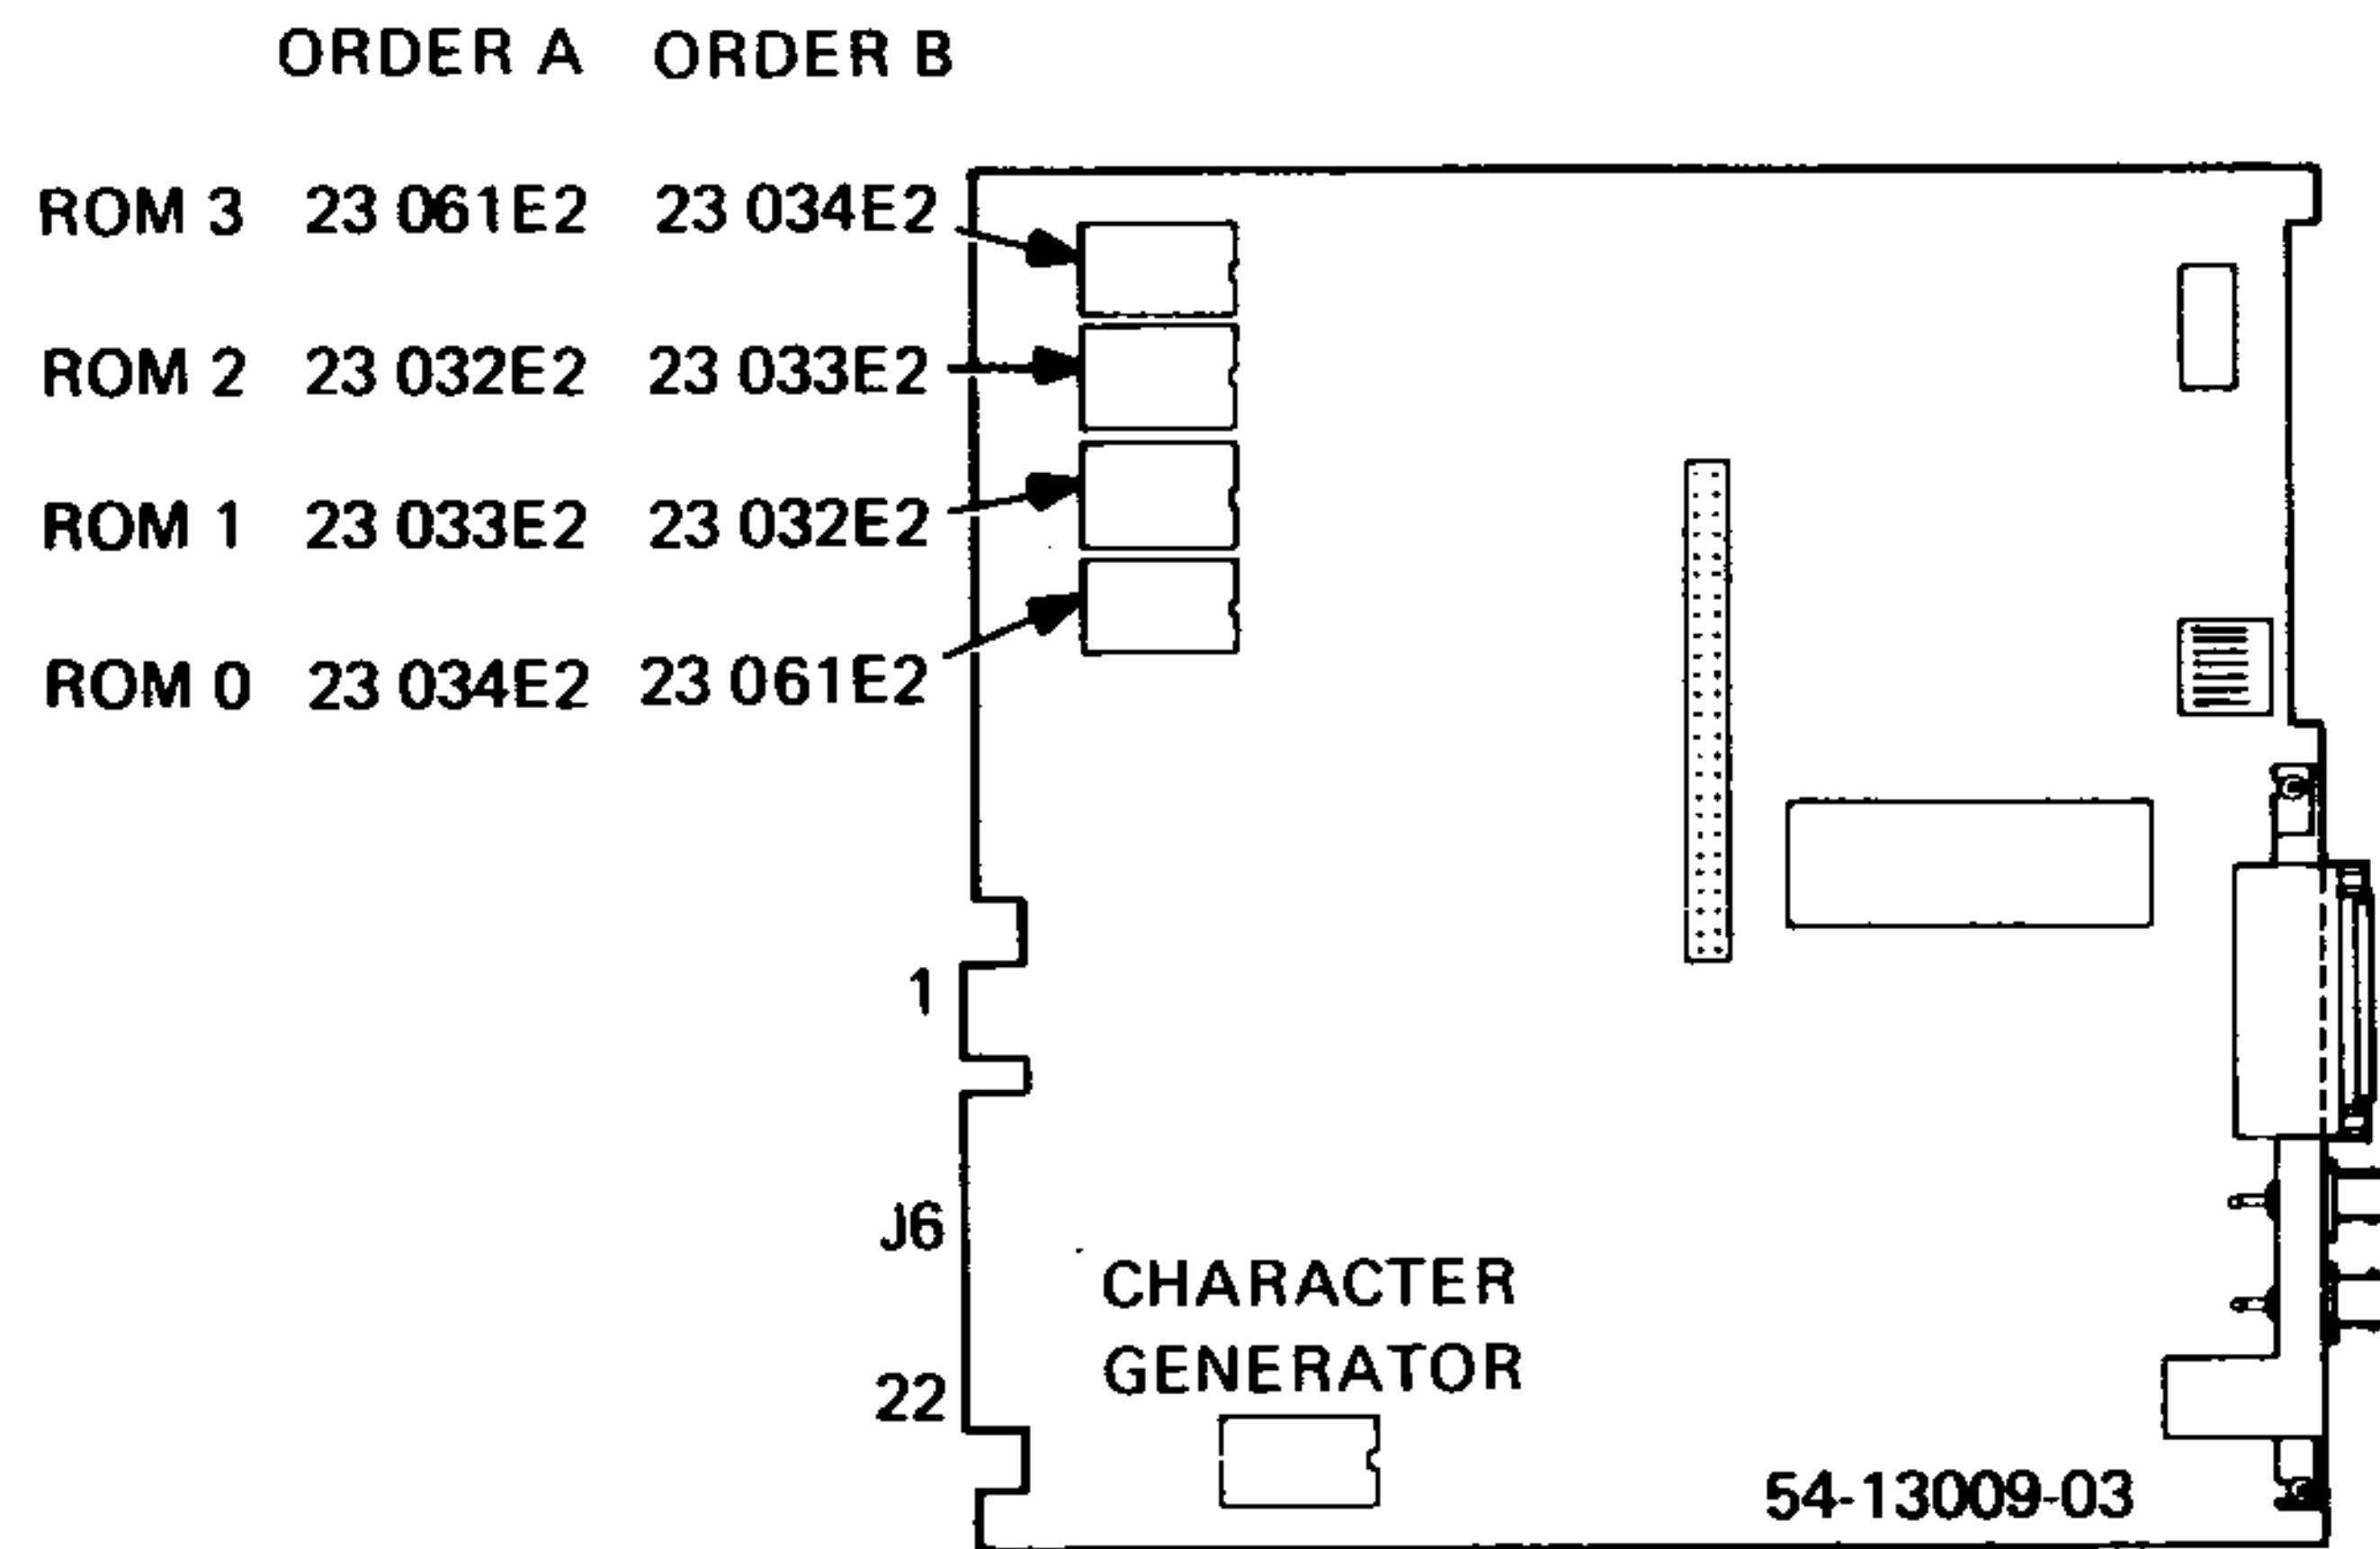 ORDER A ORDER B
ROM 3 23 061E2 23 034E2
ROM 2 23 032E2 23 033E2
ROM 1 23 033E2 23 032E2
ROM 0 23 034E2 23 061E2
1
J6
22
CHARACTER
GENERATOR
54-13009-03